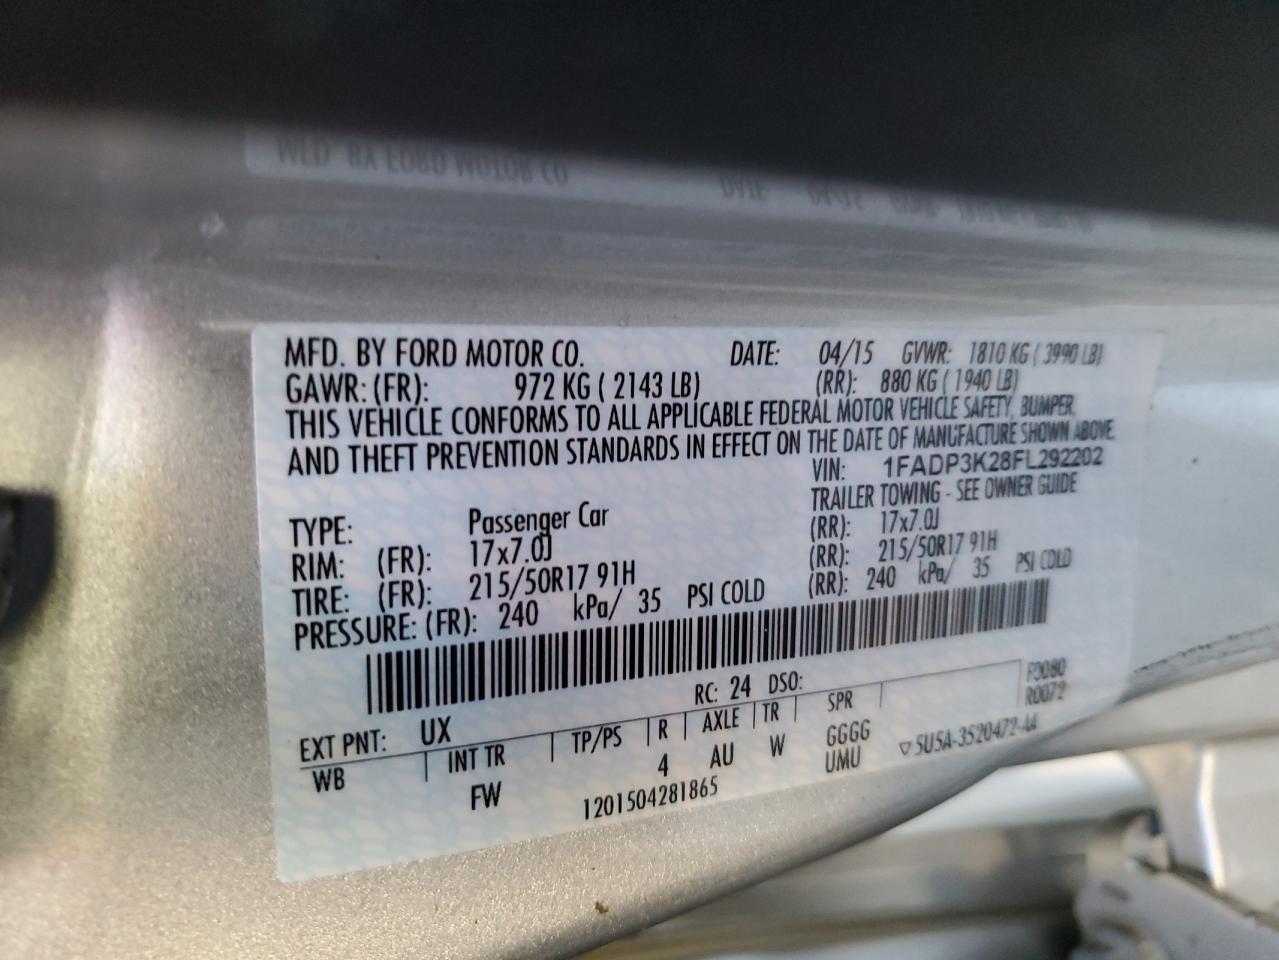 MFD. BY FORD MOTOR CO. DATE: 04/15 GVWR: 1810 KG ( 3990 LB)
GAWR: (FR): 972 KG ( 2143 LB) (RR): 880 KG ( 1940 LB)
THIS VEHICLE CONFORMS TO ALL APPLICABLE FEDERAL MOTOR VEHICLE SAFETY, BUMPER,
AND THEFT PREVENTION STANDARDS IN EFFECT ON THE DATE OF MANUFACTURE SHOWN ABOVE.
VIN: 1FADP3K28FL292202
TYPE: Passenger Car TRAILER TOWING - SEE OWNER GUIDE
RIM: (FR): 17x7.0J (RR): 17x7.0J
TIRE: (FR): 215/50R17 91H (RR): 215/50R17 91H
PRESSURE: (FR): 240 kPa/ 35 PSI COLD (RR): 240 kPa/ 35 PSI COLD
RC: 24 DSO: F0080
EXT PNT: UX R0072
WB INT TR TP/PS R AXLE TR SPR
FW 4 AU W GGGG ▽5U5A-3520472-AA
UMU
1201504281865